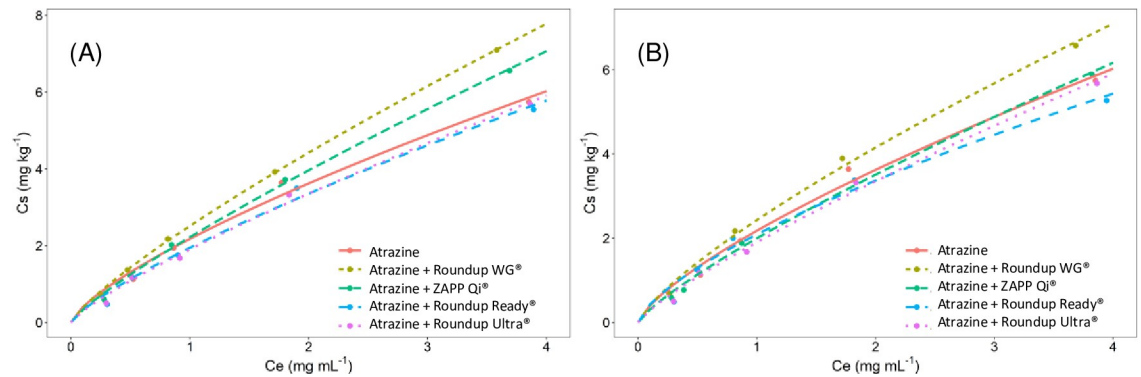 (A)
8
6
4
2
0
Cs (mg kg⁻¹)
0 1 2 3 4
Ce (mg mL⁻¹)
Atrazine
Atrazine + Roundup WG®
Atrazine + ZAPP Qi®
Atrazine + Roundup Ready®
Atrazine + Roundup Ultra®
(B)
6
4
2
0
Cs (mg kg⁻¹)
0 1 2 3 4
Ce (mg mL⁻¹)
Atrazine
Atrazine + Roundup WG®
Atrazine + ZAPP Qi®
Atrazine + Roundup Ready®
Atrazine + Roundup Ultra®